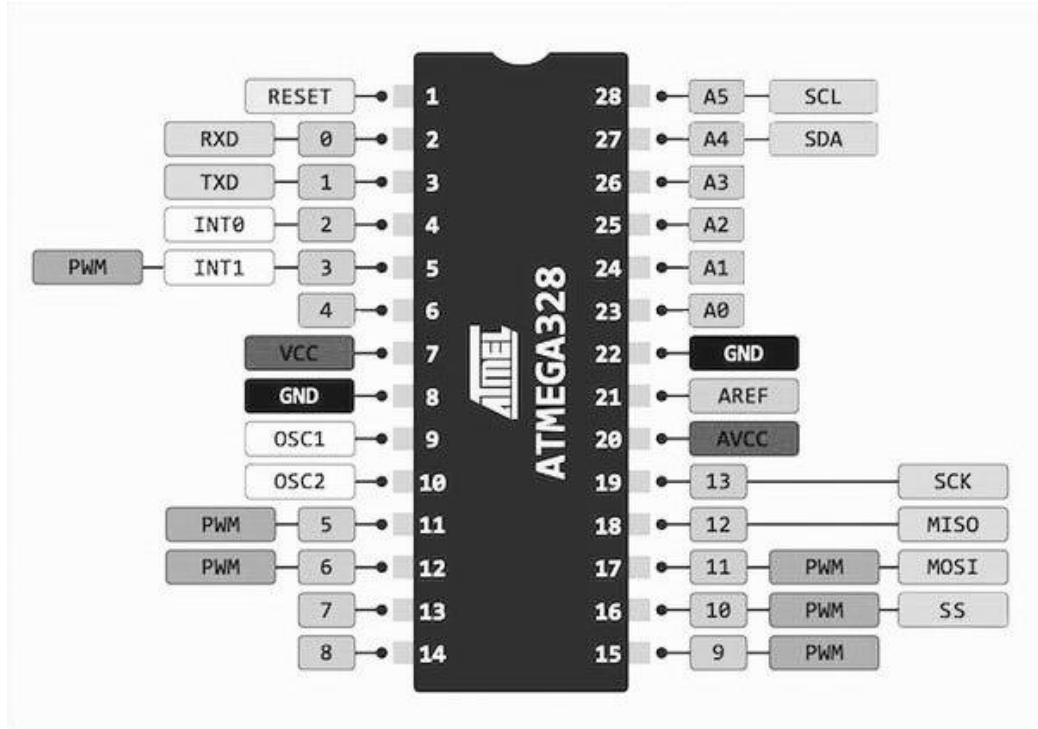 RESET 1 28 A5 SCL
RXD 0 2 27 A4 SDA
TXD 1 3 26 A3
INT0 2 4 25 A2
PWM INT1 3 5 24 A1
4 6 23 A0
VCC 7 22 GND
GND 8 21 AREF
OSC1 9 20 AVCC
OSC2 10 19 13 SCK
PWM 5 11 18 12 MISO
PWM 6 12 17 11 PWM MOSI
7 13 16 10 PWM SS
8 14 15 9 PWM
ATMEL
ATMEGA328